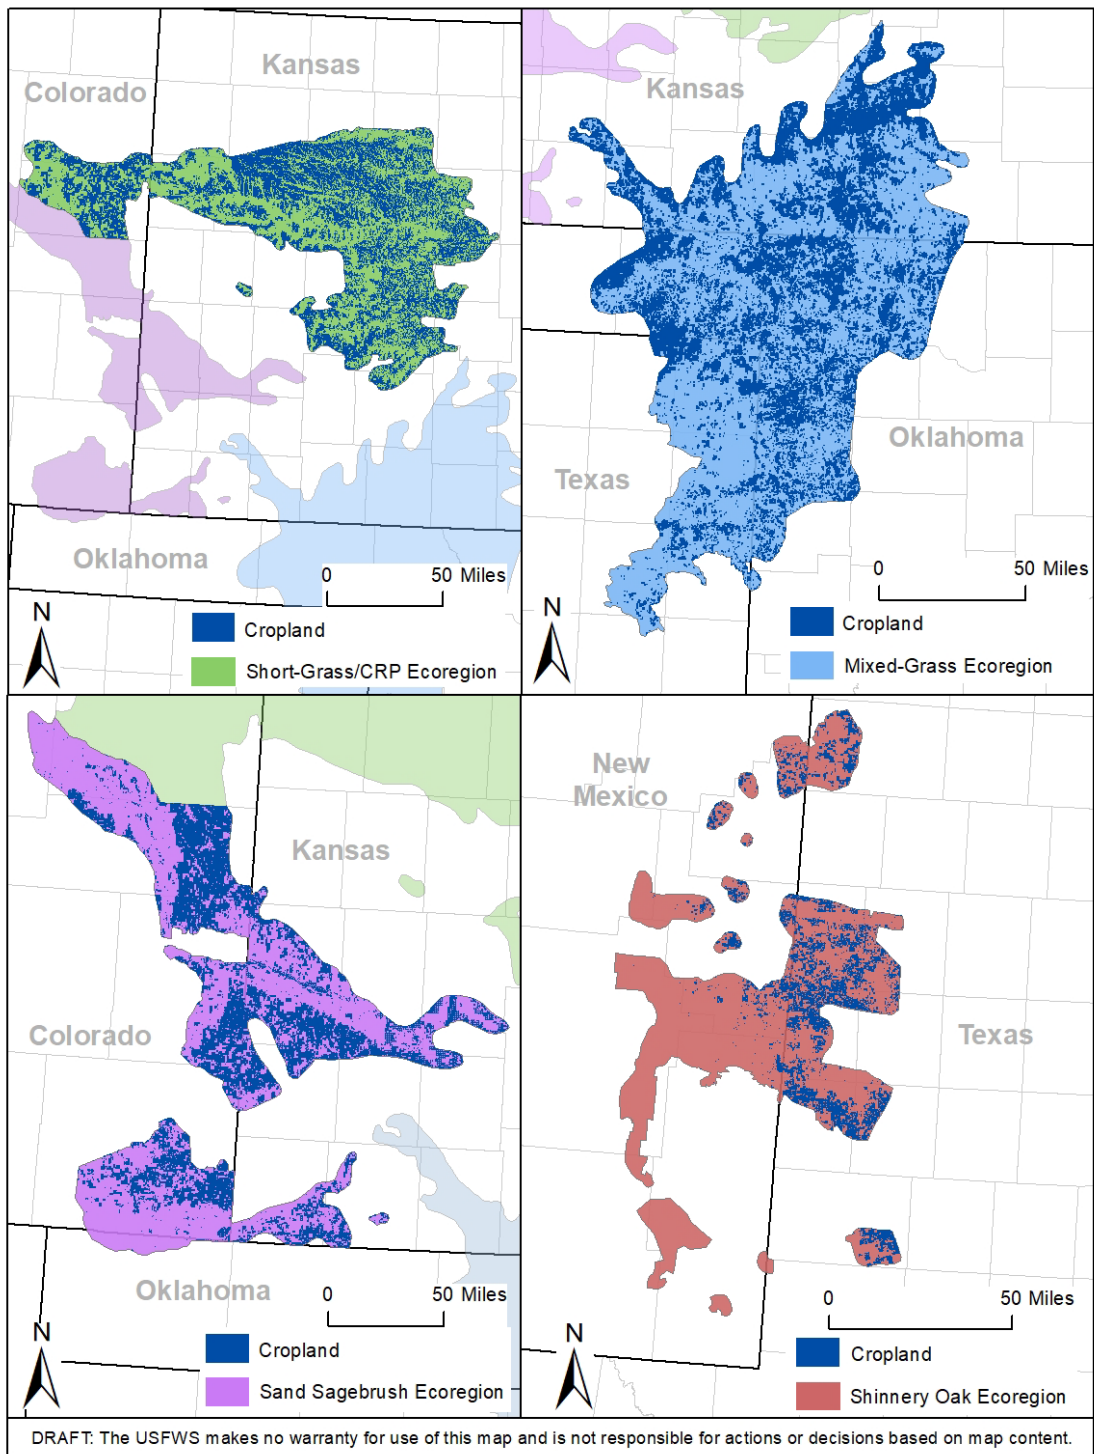 Kansas
Colorado
Oklahoma
0 50 Miles
N
Cropland
Short-Grass/CRP Ecoregion
Kansas
Oklahoma
Texas
0 50 Miles
N
Cropland
Mixed-Grass Ecoregion
Kansas
Colorado
Oklahoma
0 50 Miles
N
Cropland
Sand Sagebrush Ecoregion
New
Mexico
Texas
0 50 Miles
N
Cropland
Shinnery Oak Ecoregion
DRAFT: The USFWS makes no warranty for use of this map and is not responsible for actions or decisions based on map content.